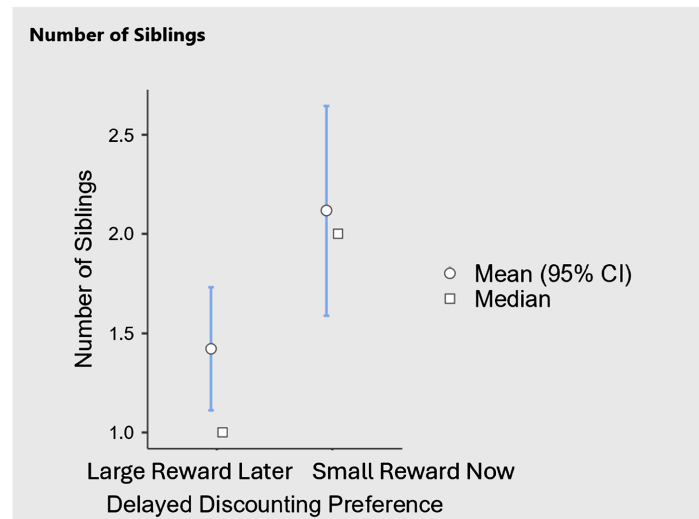 Number of Siblings
2.5
2.0
1.5
1.0
Number of Siblings
Mean (95% CI)
Median
Large Reward Later Small Reward Now
Delayed Discounting Preference